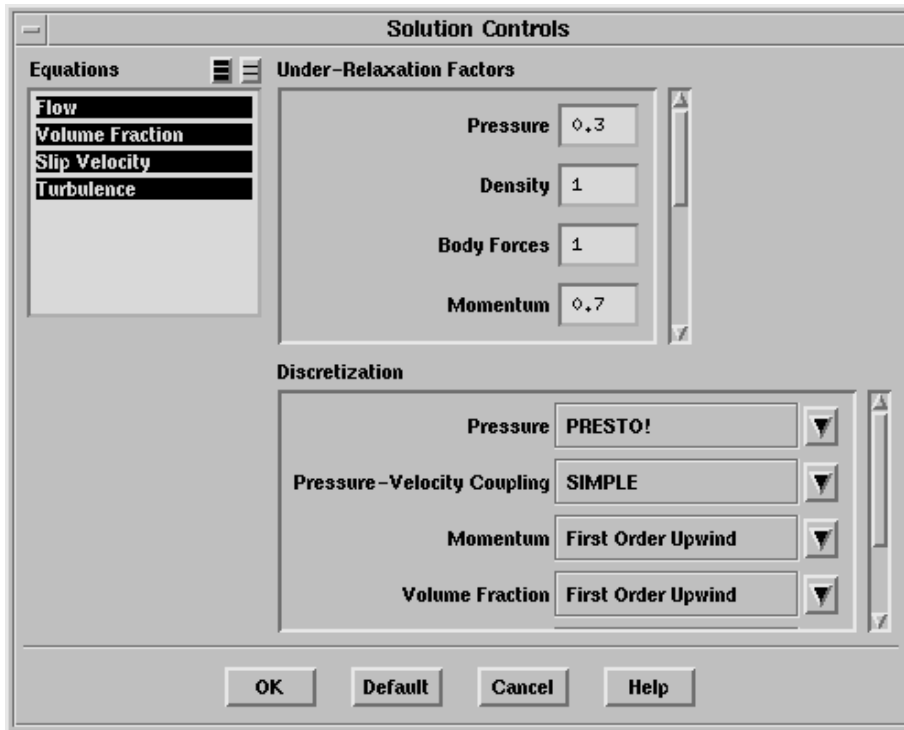 Solution Controls
Equations
Flow
Volume Fraction
Slip Velocity
Turbulence
Under-Relaxation Factors
Pressure 0.3
Density 1
Body Forces 1
Momentum 0.7
Discretization
Pressure PRESTO!
Pressure-Velocity Coupling SIMPLE
Momentum First Order Upwind
Volume Fraction First Order Upwind
OK Default Cancel Help